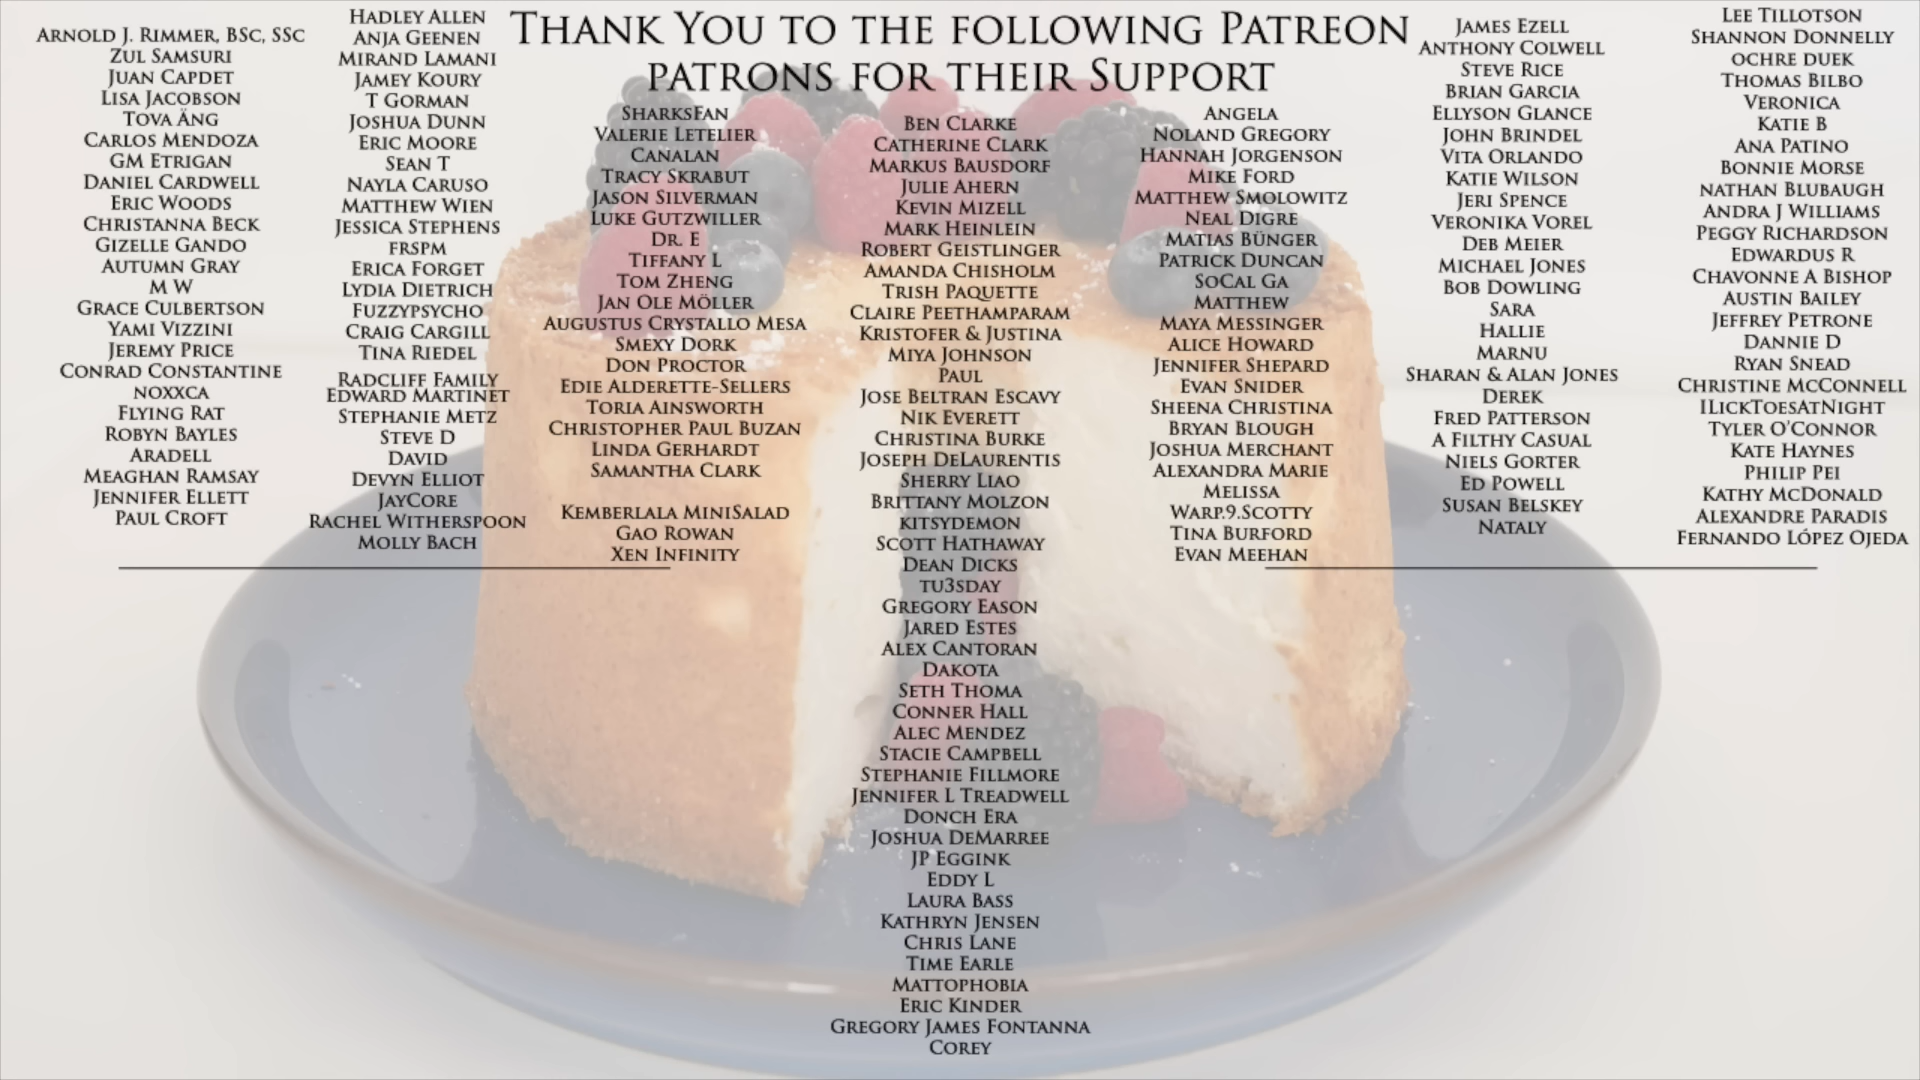 Thank You to the following Patreon
patrons for their Support
Arnold J. Rimmer, BSc, SSc
Zul Samsuri
Juan Capdet
Lisa Jacobson
Tova Äng
Carlos Mendoza
GM Etrigan
Daniel Cardwell
Eric Woods
Christanna Beck
Gizelle Gando
Autumn Gray
M W
Grace Culbertson
Yami Vizzini
Jeremy Price
Conrad Constantine
noxxca
Flying Rat
Robyn Bayles
Aradell
Meaghan Ramsay
Jennifer Ellett
Paul Croft
Hadley Allen
Anja Geenen
Mirand Lamani
Jamey Koury
T Gorman
Joshua Dunn
Eric Moore
Sean T
Nayla Caruso
Matthew Wien
Jessica Stephens
frspm
Erica Forget
Lydia Dietrich
Fuzzypsycho
Craig Cargill
Tina Riedel
Radcliff Family
Edward Martinet
Stephanie Metz
Steve D
David
Devyn Elliot
JayCore
Rachel Witherspoon
Molly Bach
SharksFan
Valerie Letelier
Canalan
Tracy Skrabut
Jason Silverman
Luke Gutzwiller
Dr. E
Tiffany L
Tom Zheng
Jan Ole Möller
Augustus Crystallo Mesa
Smexy Dork
Don Proctor
Edie Alderette-Sellers
Toria Ainsworth
Christopher Paul Buzan
Linda Gerhardt
Samantha Clark
Kemberlala MiniSalad
Gao Rowan
Xen Infinity
Ben Clarke
Catherine Clark
Markus Bausdorf
Julie Ahern
Kevin Mizell
Mark Heinlein
Robert Geistlinger
Amanda Chisholm
Trish Paquette
Claire Peethamparam
Kristofer & Justina
Miya Johnson
Paul
Jose Beltran Escavy
Nik Everett
Christina Burke
Joseph DeLaurentis
Sherry Liao
Brittany Molzon
kitsydemon
Scott Hathaway
Dean Dicks
tu3sday
Gregory Eason
Jared Estes
Alex Cantoran
Dakota
Seth Thoma
Conner Hall
Alec Mendez
Stacie Campbell
Stephanie Fillmore
Jennifer L Treadwell
Donch Era
Joshua DeMarree
JP Eggink
Eddy L
Laura Bass
Kathryn Jensen
Chris Lane
Time Earle
Mattophobia
Eric Kinder
Gregory James Fontanna
Corey
Angela
Noland Gregory
Hannah Jorgenson
Mike Ford
Matthew Smolowitz
Neal Digre
Matias Bünger
Patrick Duncan
SoCal Ga
Matthew
Maya Messinger
Alice Howard
Jennifer Shepard
Evan Snider
Sheena Christina
Bryan Blough
Joshua Merchant
Alexandra Marie
Melissa
Warp.9.Scotty
Tina Burford
Evan Meehan
James Ezell
Anthony Colwell
Steve Rice
Brian Garcia
Ellyson Glance
John Brindel
Vita Orlando
Katie Wilson
Jeri Spence
Veronika Vorel
Deb Meier
Michael Jones
Bob Dowling
Sara
Hallie
Marnu
Sharan & Alan Jones
Derek
Fred Patterson
A Filthy Casual
Niels Gorter
Ed Powell
Susan Belskey
Nataly
Lee Tillotson
Shannon Donnelly
ochre duek
Thomas Bilbo
Veronica
Katie B
Ana Patino
Bonnie Morse
nathan Blubaugh
Andra J Williams
Peggy Richardson
Edwardus R
Chavonne A Bishop
Austin Bailey
Jeffrey Petrone
Dannie D
Ryan Snead
Christine McConnell
ILickToesAtNight
Tyler O'Connor
Kate Haynes
Philip Pei
Kathy McDonald
Alexandre Paradis
Fernando López Ojeda